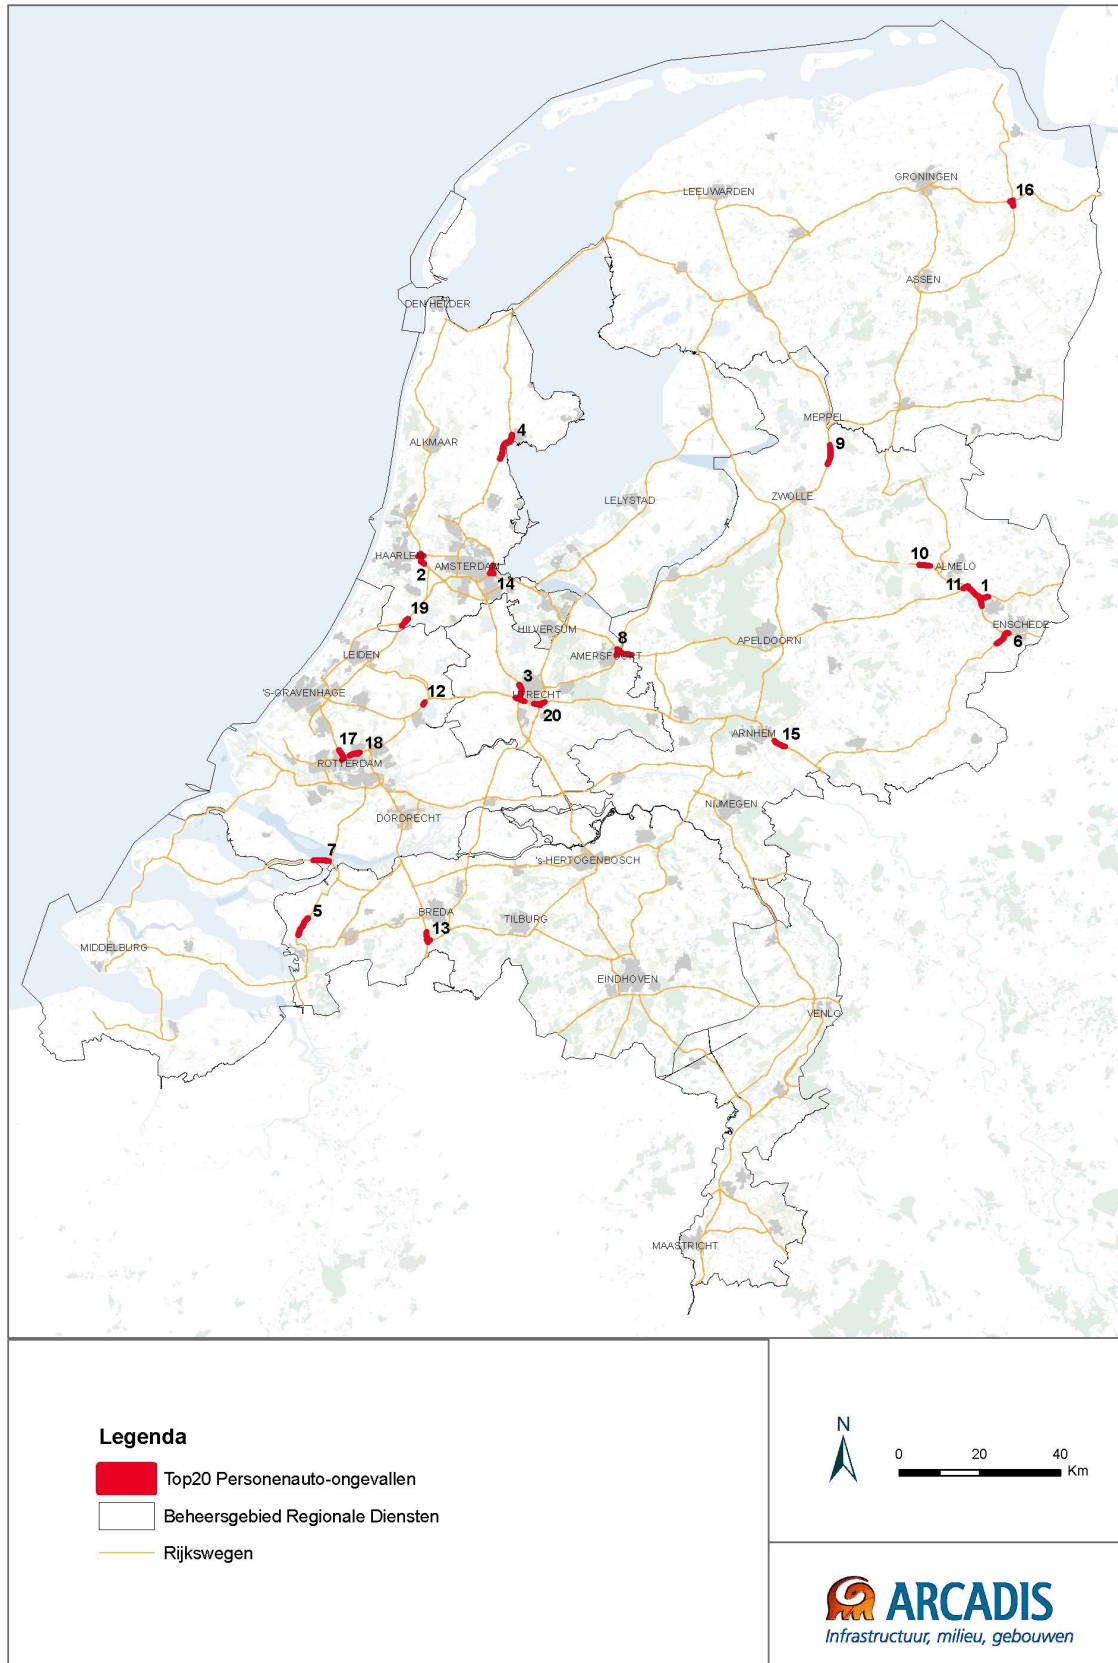 GRONINGEN
LEEUWARDEN
16
ASSEN
DEN HELDER
MEPPEL
4
ALKMAAR
9
ZWOLLE
LELYSTAD
HAARLEM
10
AMSTERDAM
ALMELO
2
14
11
1
19
HILVERSUM
ENSCHEDE
8
APELDOORN
6
LEIDEN
AMERSFOORT
3
'S-GRAVENHAGE
12
UTRECHT
20
ARNHEM
15
17
18
ROTTERDAM
NIJMEGEN
DORDRECHT
7
's-HERTOGENBOSCH
5
BREDA
TILBURG
13
MIDDELBURG
EINDHOVEN
VENLO
MAASTRICHT
Legenda
Top20 Personenauto-ongevallen
Beheersgebied Regionale Diensten
Rijkswegen
N
0 20 40
Km
ARCADIS
Infrastructuur, milieu, gebouwen